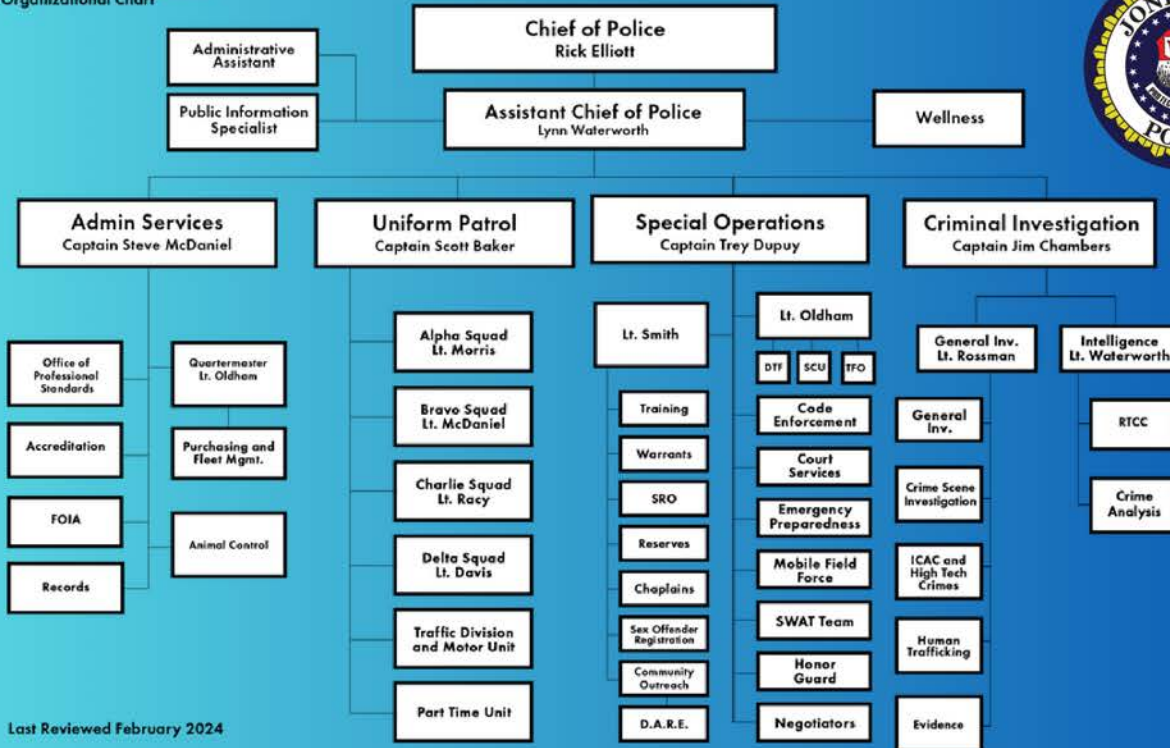 Organizational Chart
Chief of Police
Rick Elliott
Administrative
Assistant
Public Information
Specialist
Assistant Chief of Police
Lynn Waterworth
Wellness
Admin Services
Captain Steve McDaniel
Uniform Patrol
Captain Scott Baker
Special Operations
Captain Trey Dupuy
Criminal Investigation
Captain Jim Chambers
Office of
Professional
Standards
Accreditation
FOIA
Records
Quartermaster
Lt. Oldham
Purchasing and
Fleet Mgmt.
Animal Control
Alpha Squad
Lt. Morris
Bravo Squad
Lt. McDaniel
Charlie Squad
Lt. Racy
Delta Squad
Lt. Davis
Traffic Division
and Motor Unit
Part Time Unit
Lt. Smith
Training
Warrants
SRO
Reserves
Chaplains
Sex Offender
Registration
Community
Outreach
D.A.R.E.
Lt. Oldham
DTF
SCU
TFO
Code
Enforcement
Court
Services
Emergency
Preparedness
Mobile Field
Force
SWAT Team
Honor
Guard
Negotiators
General Inv.
Lt. Rossman
General
Inv.
Crime Scene
Investigation
ICAC and
High Tech
Crimes
Human
Trafficking
Evidence
Intelligence
Lt. Waterworth
RTCC
Crime
Analysis
Last Reviewed February 2024